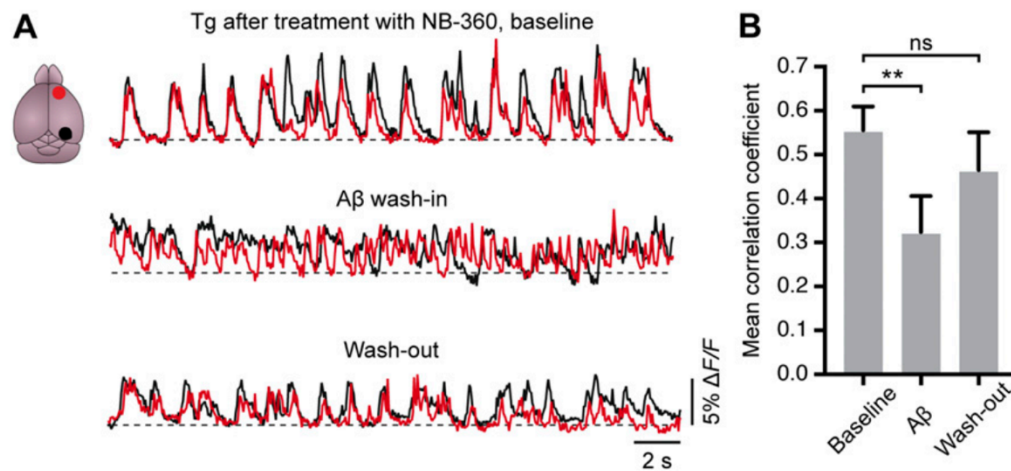 A
Tg after treatment with NB-360, baseline
Aβ wash-in
Wash-out
5% ΔF/F
2 s
B
ns
**
Mean correlation coefficient
0.7
0.6
0.5
0.4
0.3
0.2
0.1
0.0
Baseline
Aβ
Wash-out